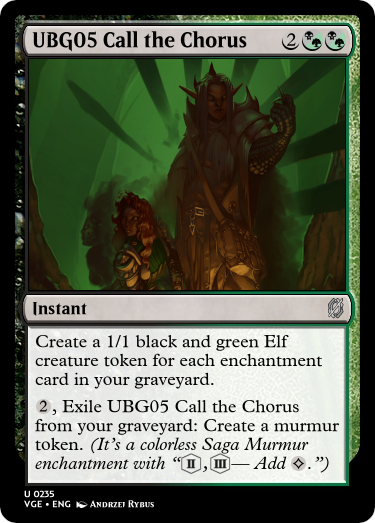 UBG05 Call the Chorus 2
Instant
Create a 1/1 black and green Elf
creature token for each enchantment
card in your graveyard.
2, Exile UBG05 Call the Chorus
from your graveyard: Create a murmur
token. (It's a colorless Saga Murmur
enchantment with “II, III— Add ◇.”)
U 0235
VGE • ENG Andrzej Rybus